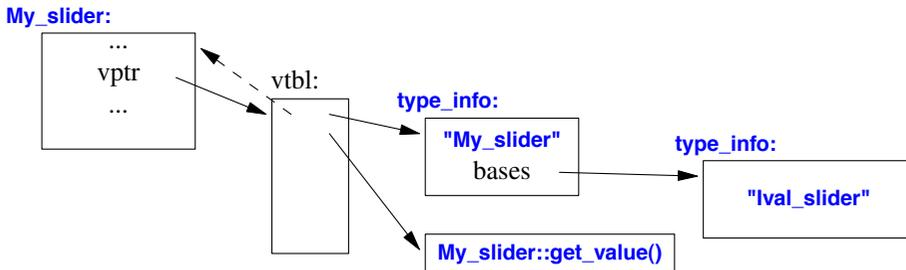 My_slider:
...
vptr
...
vtbl:
type_info:
"My_slider"
bases
type_info:
"Ival_slider"
My_slider::get_value()